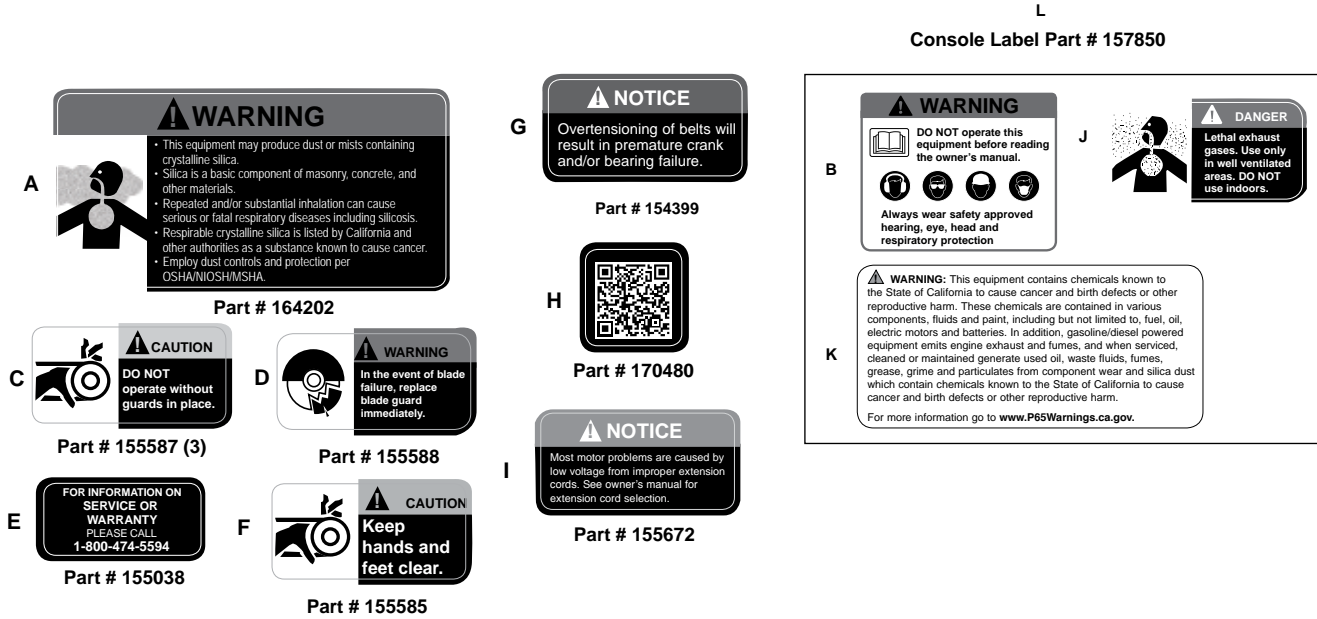 L
Console Label Part # 157850
A
WARNING
• This equipment may produce dust or mists containing
crystalline silica.
• Silica is a basic component of masonry, concrete, and
other materials.
• Repeated and/or substantial inhalation can cause
serious or fatal respiratory diseases including silicosis.
• Respirable crystalline silica is listed by California and
other authorities as a substance known to cause cancer.
• Employ dust controls and protection per
OSHA/NIOSH/MSHA.
Part # 164202
C
CAUTION
DO NOT
operate without
guards in place.
Part # 155587 (3)
D
WARNING
In the event of blade
failure, replace
blade guard
immediately.
Part # 155588
E
FOR INFORMATION ON
SERVICE OR
WARRANTY
PLEASE CALL
1-800-474-5594
Part # 155038
F
CAUTION
Keep
hands and
feet clear.
Part # 155585
G
NOTICE
Overtensioning of belts will
result in premature crank
and/or bearing failure.
Part # 154399
H
Part # 170480
I
NOTICE
Most motor problems are caused by
low voltage from improper extension
cords. See owner's manual for
extension cord selection.
Part # 155672
B
WARNING
DO NOT operate this
equipment before reading
the owner's manual.
Always wear safety approved
hearing, eye, head and
respiratory protection
J
DANGER
Lethal exhaust
gases. Use only
in well ventilated
areas. DO NOT
use indoors.
K
WARNING: This equipment contains chemicals known to
the State of California to cause cancer and birth defects or other
reproductive harm. These chemicals are contained in various
components, fluids and paint, including but not limited to, fuel, oil,
electric motors and batteries. In addition, gasoline/diesel powered
equipment emits engine exhaust and fumes, and when serviced,
cleaned or maintained generate used oil, waste fluids, fumes,
grease, grime and particulates from component wear and silica dust
which contain chemicals known to the State of California to cause
cancer and birth defects or other reproductive harm.
For more information go to www.P65Warnings.ca.gov.